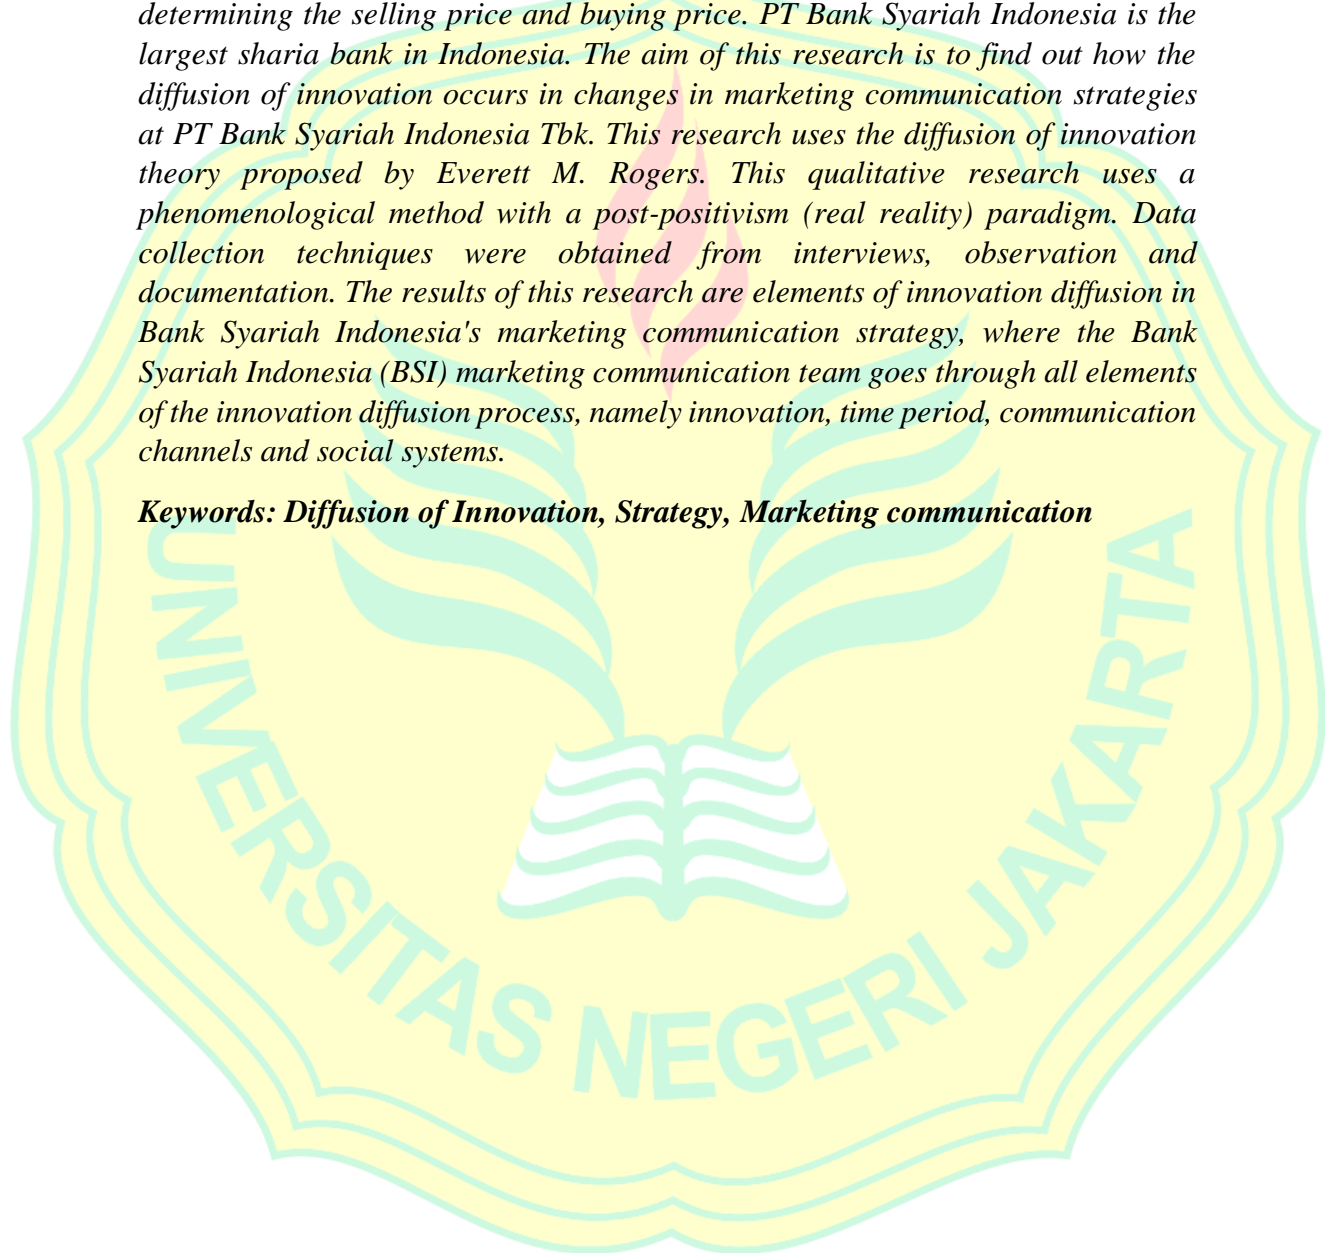 determining the selling price and buying price. PT Bank Syariah Indonesia is the
largest sharia bank in Indonesia. The aim of this research is to find out how the
diffusion of innovation occurs in changes in marketing communication strategies
at PT Bank Syariah Indonesia Tbk. This research uses the diffusion of innovation
theory proposed by Everett M. Rogers. This qualitative research uses a
phenomenological method with a post-positivism (real reality) paradigm. Data
collection techniques were obtained from interviews, observation and
documentation. The results of this research are elements of innovation diffusion in
Bank Syariah Indonesia's marketing communication strategy, where the Bank
Syariah Indonesia (BSI) marketing communication team goes through all elements
of the innovation diffusion process, namely innovation, time period, communication
channels and social systems.
Keywords: Diffusion of Innovation, Strategy, Marketing communication
UNIVERSITAS NEGERI JAKARTA